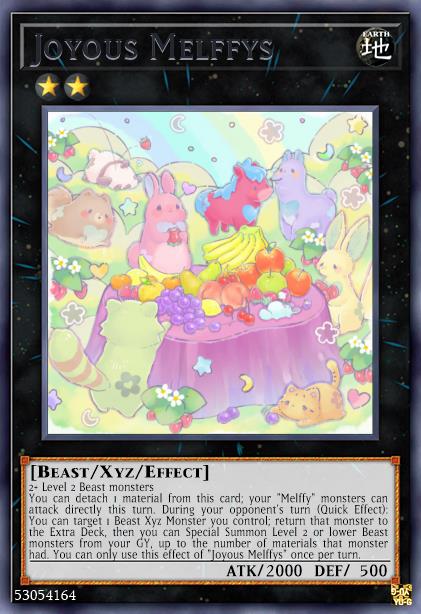 JOYOUS MELFFYS
EARTH
地
[BEAST/XYZ/EFFECT]
2- Level 2 Beast monsters
You can detach 1 material from this card; your "Melffy" monsters can
attack directly this turn. During your opponent's turn (Quick Effect):
You can target 1 Beast Xyz Monster you control; return that monster to
the Extra Deck, then you can Special Summon Level 2 or lower Beast
monsters from your GY, up to the number of materials that monster
had. You can only use this effect of "Joyous Melffys" once per turn.
ATK/2000 DEF/ 500
53054164